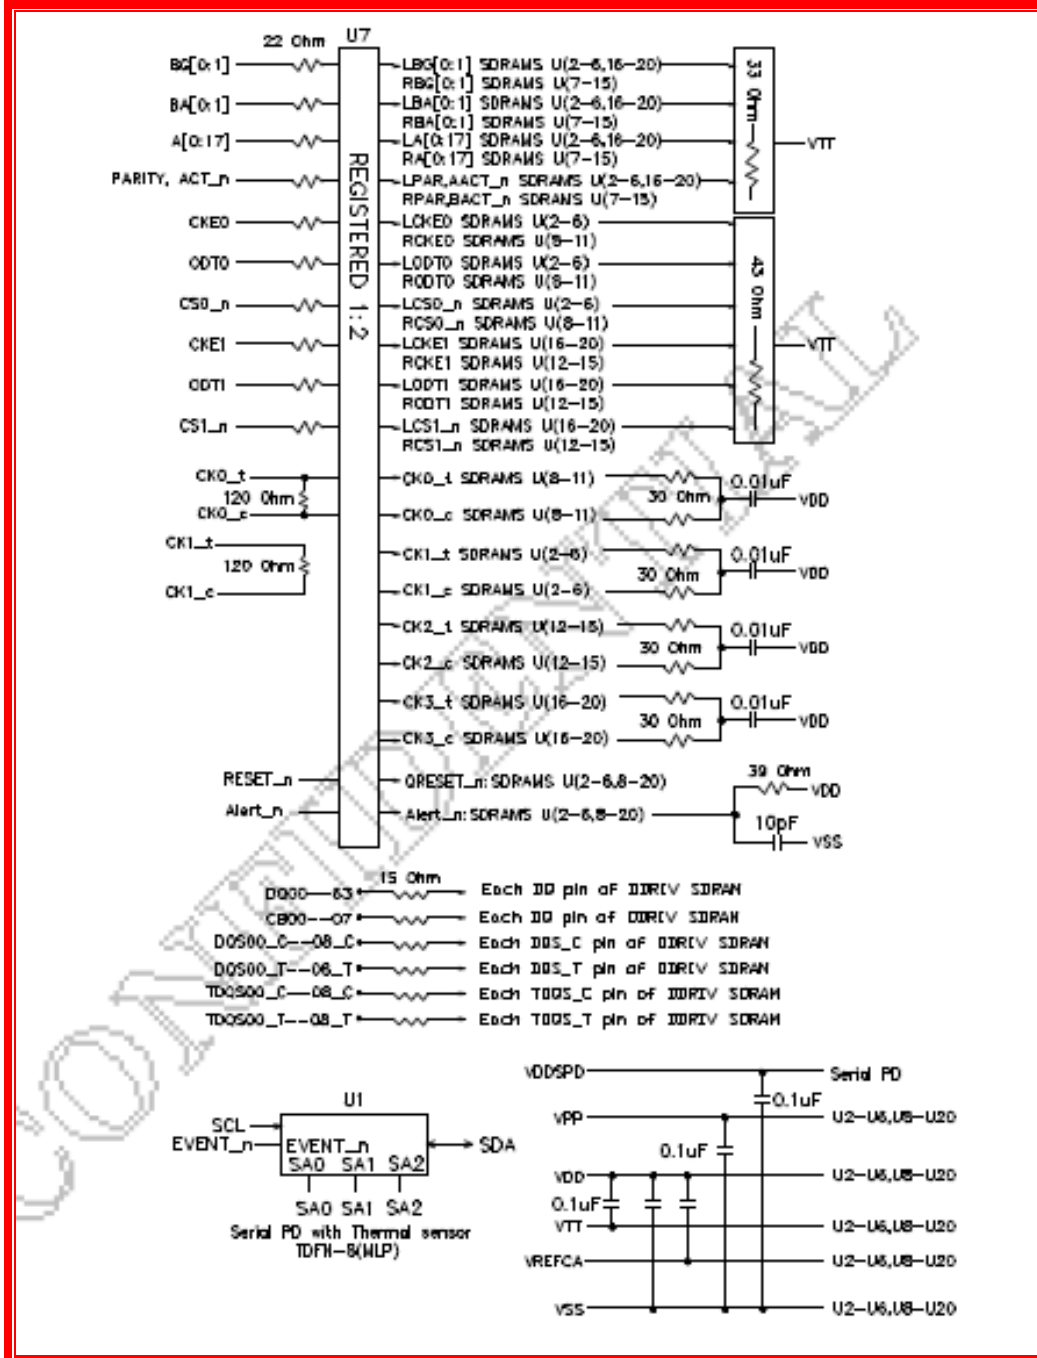 22 Ohm U7
BG[0:1] LBG[0:1] SDRAMS U(2-6,16-20)
RBG[0:1] SDRAMS U(7-15)
BA[0:1] LBA[0:1] SDRAMS U(2-6,16-20)
RBA[0:1] SDRAMS U(7-15)
A[0:17] LA[0:17] SDRAMS U(2-6,16-20)
RA[0:17] SDRAMS U(7-15)
PARITY, ACT_n LPAR,AACT_n SDRAMS U(2-6,16-20)
RPAR,BACT_n SDRAMS U(7-15)
33 Ohm
VTT
REGISTERED 1:2
CKE0 LCKE0 SDRAMS U(2-6)
RCKE0 SDRAMS U(8-11)
ODT0 LODT0 SDRAMS U(2-6)
RODT0 SDRAMS U(8-11)
CS0_n LCS0_n SDRAMS U(2-6)
RCS0_n SDRAMS U(8-11)
CKE1 LCKE1 SDRAMS U(16-20)
RCKE1 SDRAMS U(12-15)
ODT1 LODT1 SDRAMS U(16-20)
RODT1 SDRAMS U(12-15)
CS1_n LCS1_n SDRAMS U(16-20)
RCS1_n SDRAMS U(12-15)
43 Ohm
VTT
CK0_t CK0_t SDRAMS U(8-11)
120 Ohm 30 Ohm 0.01uF VDD
CK0_c CK0_c SDRAMS U(8-11)
CK1_t CK1_t SDRAMS U(2-6)
120 Ohm 30 Ohm 0.01uF VDD
CK1_c CK1_c SDRAMS U(2-6)
CK2_t SDRAMS U(12-15)
30 Ohm 0.01uF VDD
CK2_c SDRAMS U(12-15)
CK3_t SDRAMS U(16-20)
30 Ohm 0.01uF VDD
CK3_c SDRAMS U(16-20)
RESET_n QRESET_n: SDRAMS U(2-6,8-20)
39 Ohm VDD
Alert_n Alert_n: SDRAMS U(2-6,8-20)
10pF VSS
15 Ohm
DQ00--63 Each DQ pin of DDRIV SDRAM
CB00--07 Each DQ pin of DDRIV SDRAM
DQS00_C--08_C Each DQS_C pin of DDRIV SDRAM
DQS00_T--08_T Each DQS_T pin of DDRIV SDRAM
TDQS00_C--08_C Each TDQS_C pin of DDRIV SDRAM
TDQS00_T--08_T Each TDQS_T pin of DDRIV SDRAM
U1
SCL
EVENT_n EVENT_n SDA
SA0 SA1 SA2
SA0 SA1 SA2
Serial PD with Thermal sensor
TDFN-8(MLP)
VDDSPD Serial PD
0.1uF
VPP U2-U6,U8-U20
0.1uF
VDD U2-U6,U8-U20
0.1uF
VTT U2-U6,U8-U20
VREFCA U2-U6,U8-U20
VSS U2-U6,U8-U20
CONFIDENTIAL